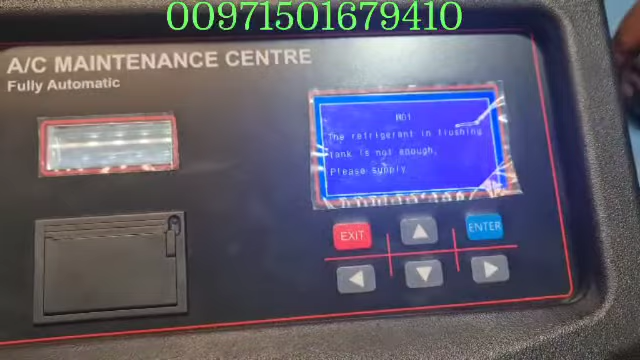 00971501679410
A/C MAINTENANCE CENTRE
Fully Automatic
M01
The refrigerant in flushing
tank is not enough,
Please supply
EXIT
ENTER